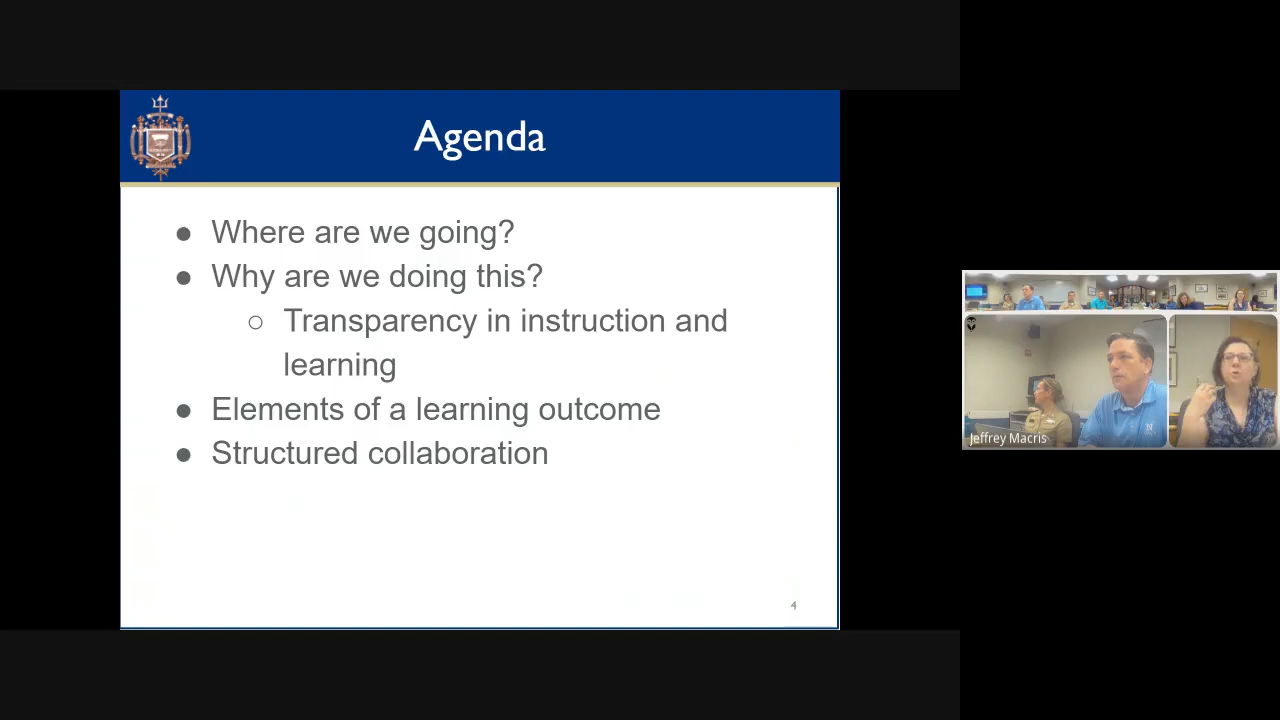 Agenda
● Where are we going?
● Why are we doing this?
○ Transparency in instruction and
learning
● Elements of a learning outcome
● Structured collaboration
4
Jeffrey Macris
N